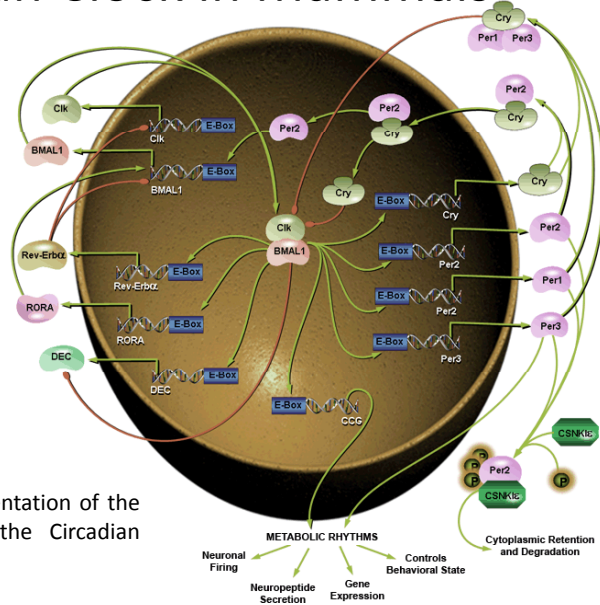 Cry
Per1 Per3
Clk
E-Box
Clk
BMAL1
E-Box
BMAL1
Per2
Per2
Cry
Per2
Cry
Cry
Cry
E-Box
Cry
Clk
BMAL1
Per2
E-Box
Per2
Rev-Erbα
E-Box
Rev-Erbα
Per1
E-Box
Per2
RORA
E-Box
RORA
Per3
E-Box
Per3
DEC
E-Box
DEC
E-Box
CCG
CSNKIε
P
P
P
Per2
CSNKIε
P
ntation of the
the Circadian
METABOLIC RHYTHMS
Cytoplasmic Retention
and Degradation
Neuronal
Firing
Controls
Behavioral State
Neuropeptide
Secretion
Gene
Expression